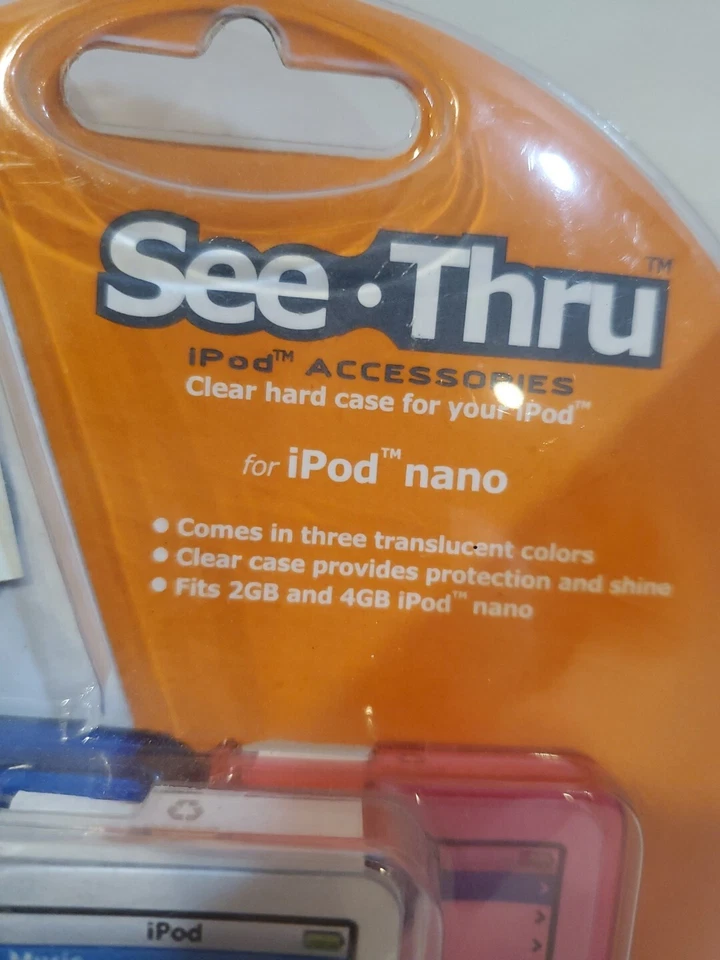 See·Thru™
iPod™ ACCESSORIES
Clear hard case for your iPod™
for iPod™ nano
• Comes in three translucent colors
• Clear case provides protection and shine
• Fits 2GB and 4GB iPod™ nano
iPod
Music